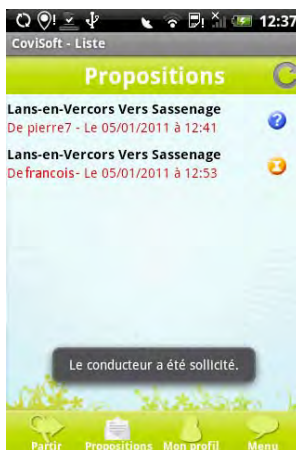 12:37
CoviSoft - Liste
Propositions
Lans-en-Vercors Vers Sassenage
De pierre7 - Le 05/01/2011 à 12:41
Lans-en-Vercors Vers Sassenage
De francois- Le 05/01/2011 à 12:53
Le conducteur a été sollicité.
Partir Propositions Mon profil Menu